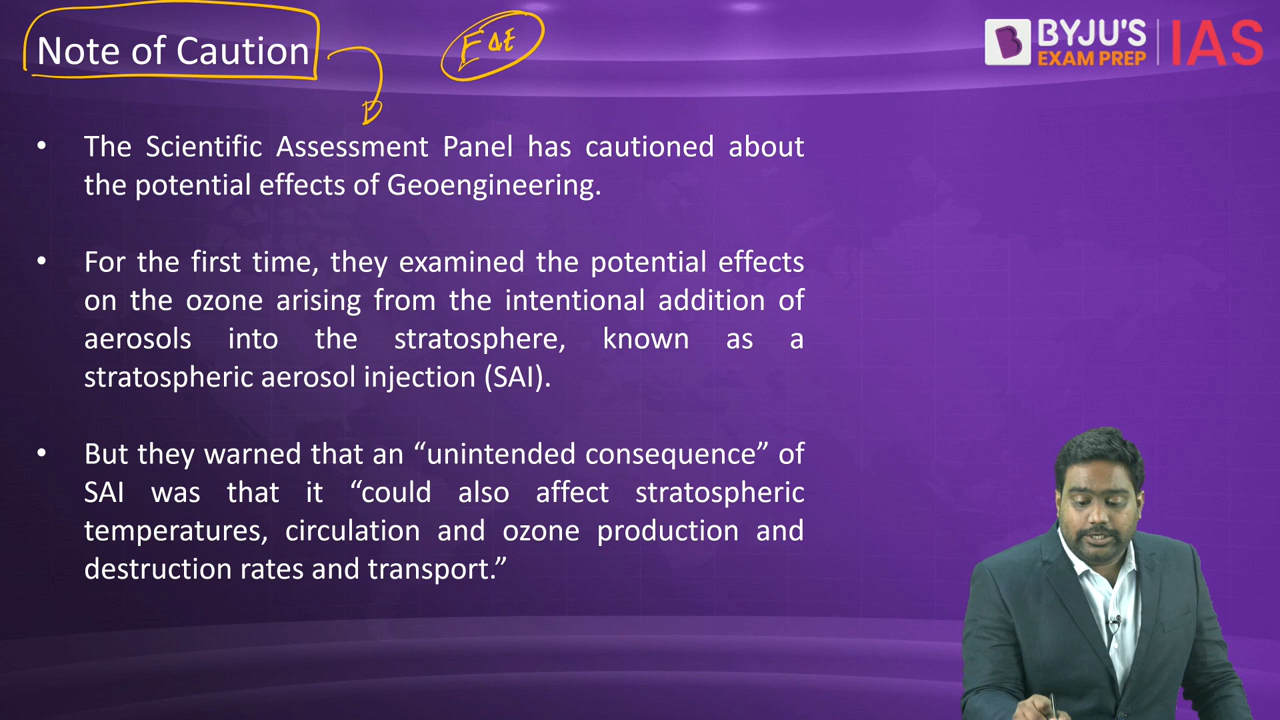 Note of Caution
BYJU'S
EXAM PREP
IAS
• The Scientific Assessment Panel has cautioned about
the potential effects of Geoengineering.
• For the first time, they examined the potential effects
on the ozone arising from the intentional addition of
aerosols into the stratosphere, known as a
stratospheric aerosol injection (SAI).
• But they warned that an “unintended consequence” of
SAI was that it “could also affect stratospheric
temperatures, circulation and ozone production and
destruction rates and transport.”